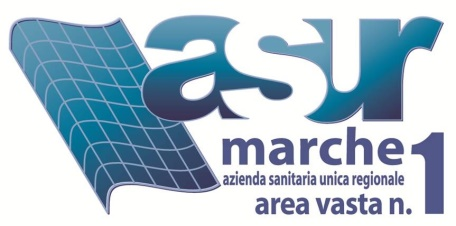 asur
marche
azienda sanitaria unica regionale
area vasta n. 1